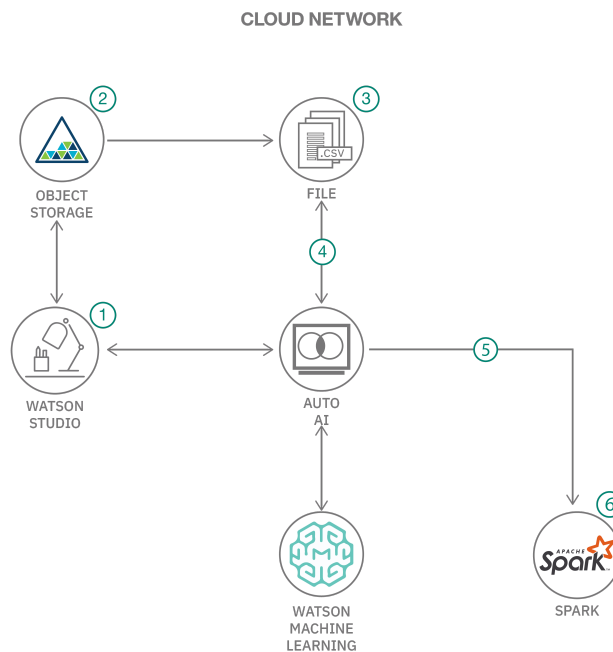 CLOUD NETWORK
2
3
.CSV
OBJECT
STORAGE
FILE
4
1
5
WATSON
STUDIO
AUTO
AI
6
M
APACHE
Spark
TM
WATSON
MACHINE
LEARNING
SPARK